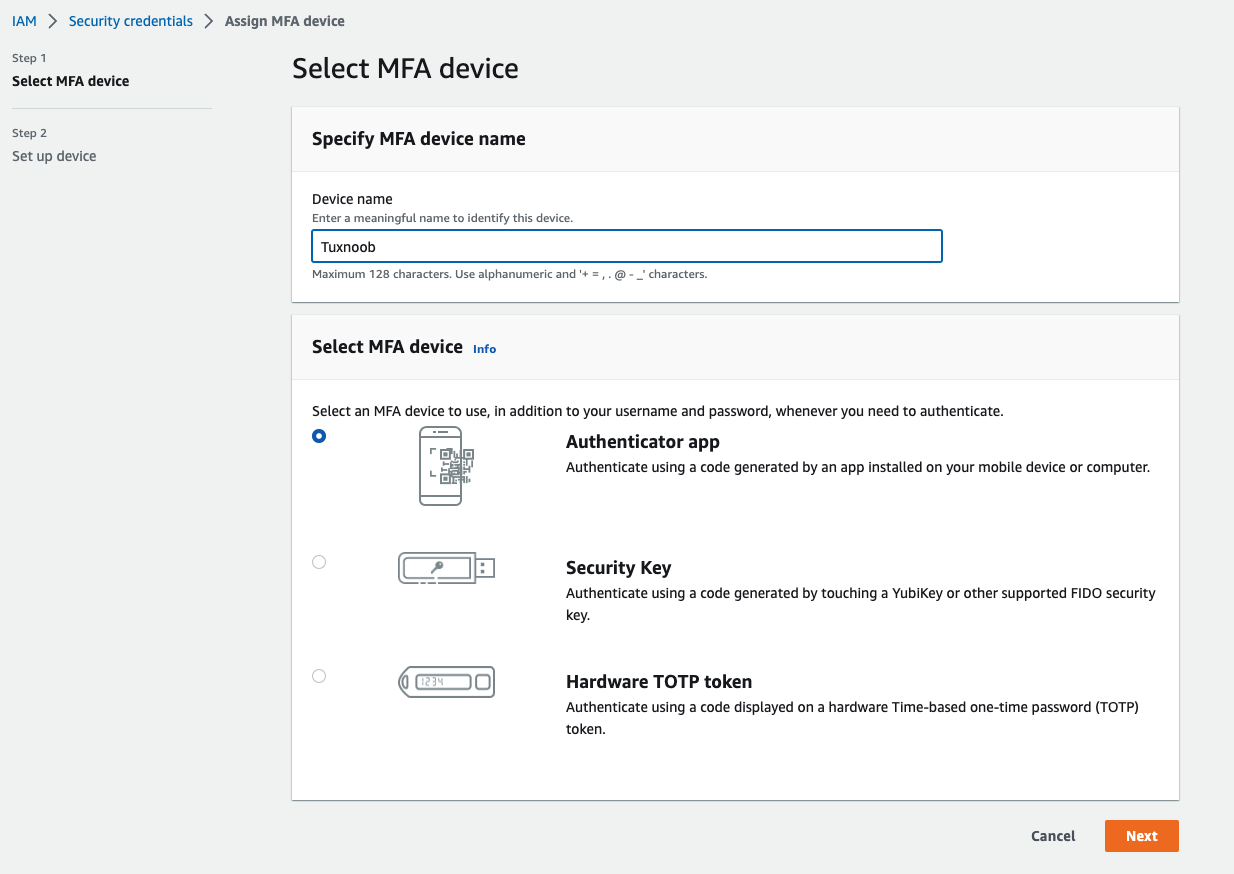 IAM > Security credentials > Assign MFA device
Step 1
Select MFA device
Step 2
Set up device
Select MFA device
Specify MFA device name
Device name
Enter a meaningful name to identify this device.
Tuxnoob
Maximum 128 characters. Use alphanumeric and '+ = , . @ - _' characters.
Select MFA device Info
Select an MFA device to use, in addition to your username and password, whenever you need to authenticate.
Authenticator app
Authenticate using a code generated by an app installed on your mobile device or computer.
Security Key
Authenticate using a code generated by touching a YubiKey or other supported FIDO security
key.
1234
Hardware TOTP token
Authenticate using a code displayed on a hardware Time-based one-time password (TOTP)
token.
Cancel
Next